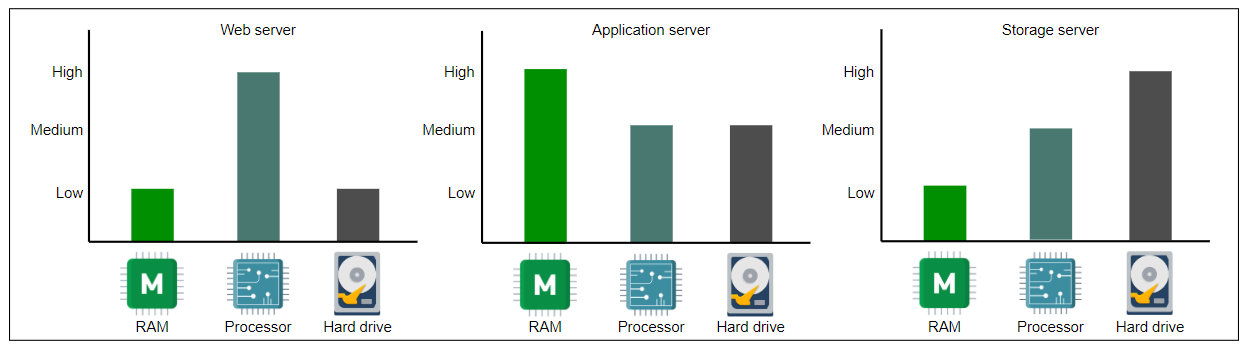 Web server
High
Medium
Low
M
RAM
Processor
Hard drive
Application server
High
Medium
Low
M
RAM
Processor
Hard drive
Storage server
High
Medium
Low
M
RAM
Processor
Hard drive